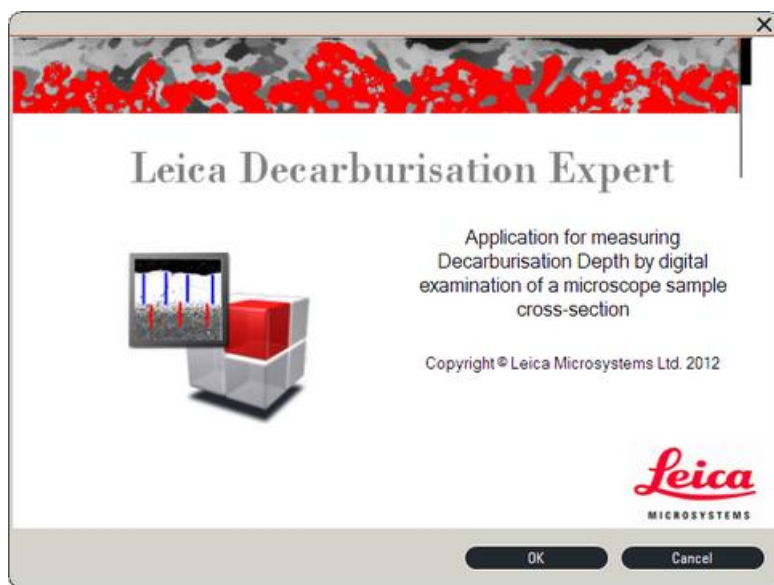 Leica Decarburisation Expert
Application for measuring
Decarburisation Depth by digital
examination of a microscope sample
cross-section
Copyright © Leica Microsystems Ltd. 2012
Leica
MICROSYSTEMS
OK Cancel